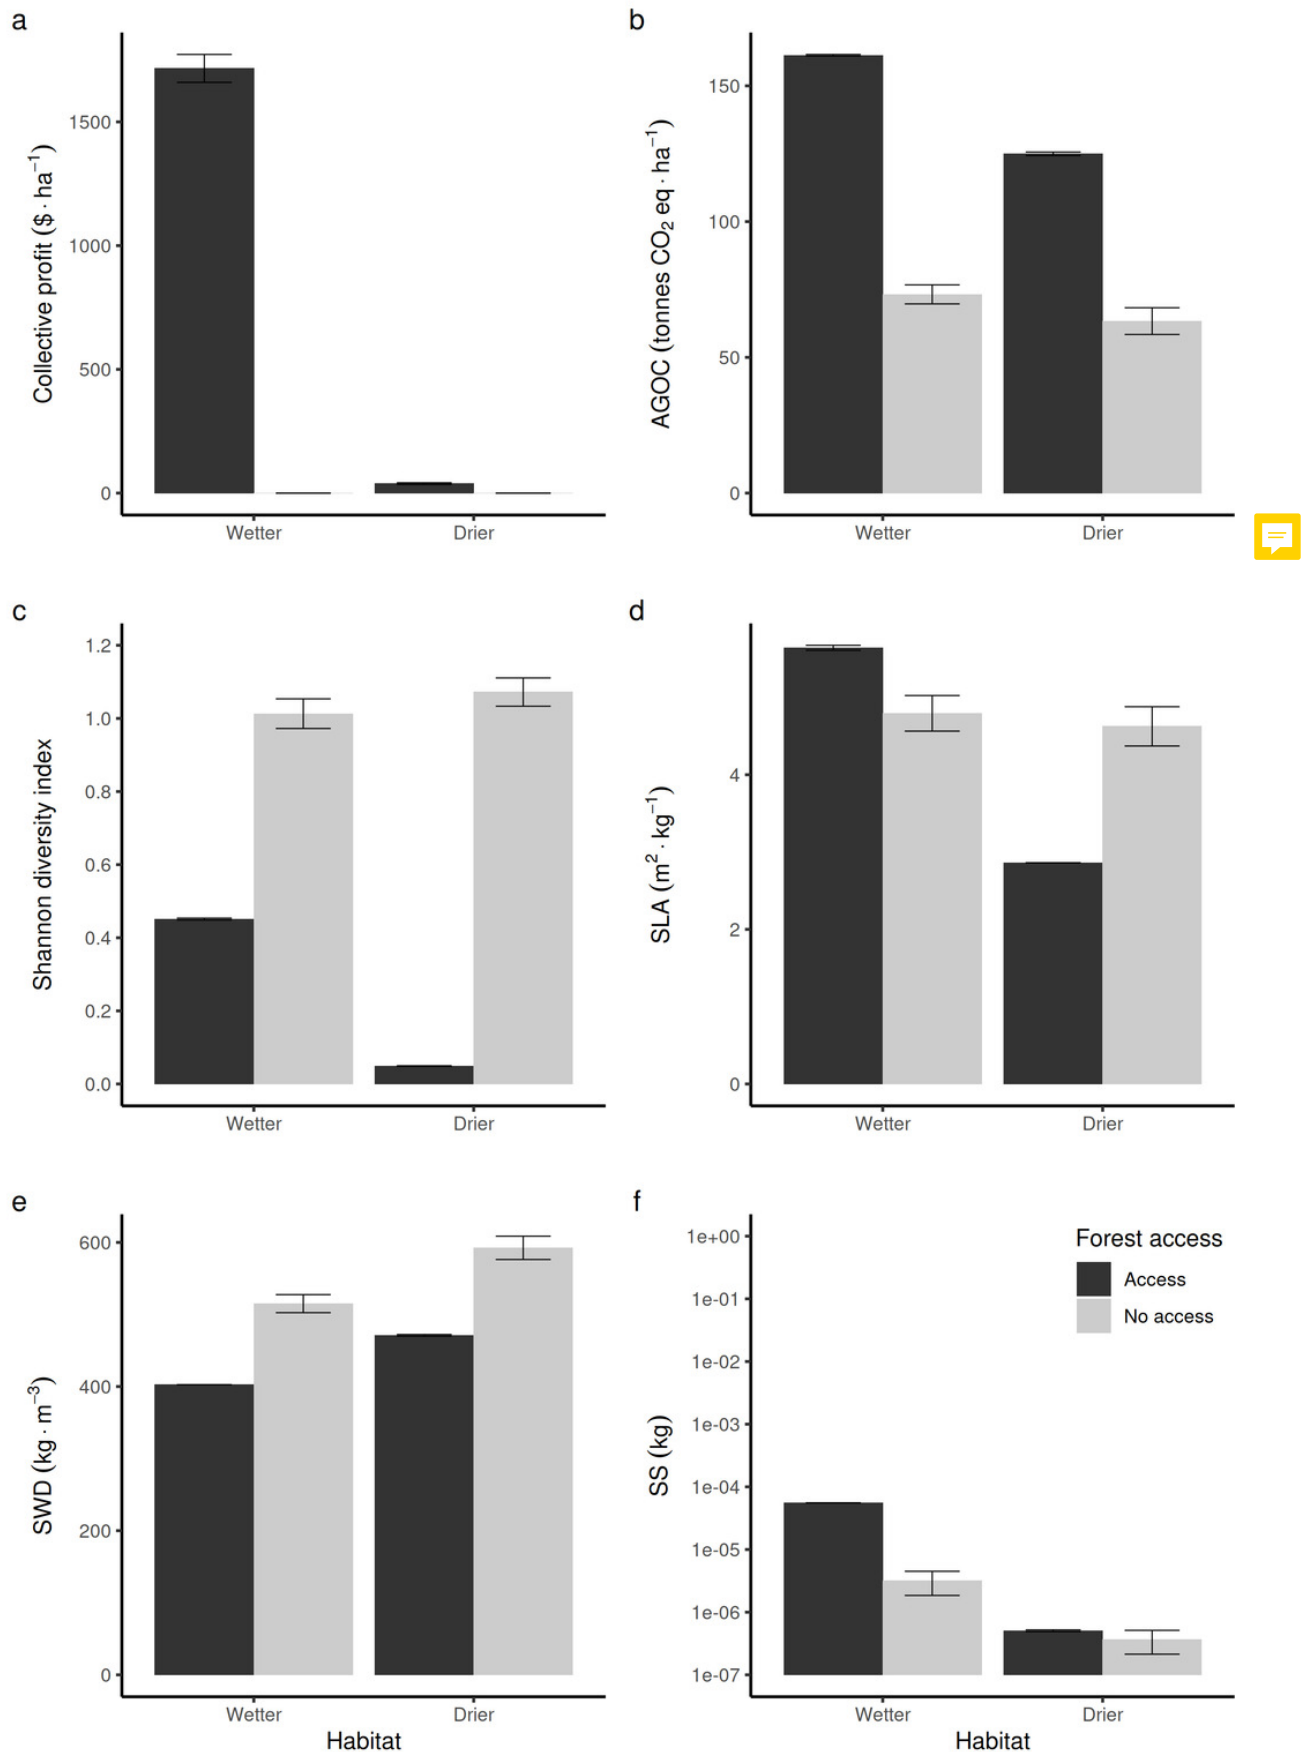 a
Collective profit ($ · ha⁻¹)
1500
1000
500
0
Wetter
Drier
b
AGOC (tonnes CO₂ eq · ha⁻¹)
150
100
50
0
Wetter
Drier
c
Shannon diversity index
1.2
1.0
0.8
0.6
0.4
0.2
0.0
Wetter
Drier
d
SLA (m² · kg⁻¹)
4
2
0
Wetter
Drier
e
SWD (kg · m⁻³)
600
400
200
0
Wetter
Drier
Habitat
f
SS (kg)
1e+00
1e-01
1e-02
1e-03
1e-04
1e-05
1e-06
1e-07
Forest access
Access
No access
Wetter
Drier
Habitat